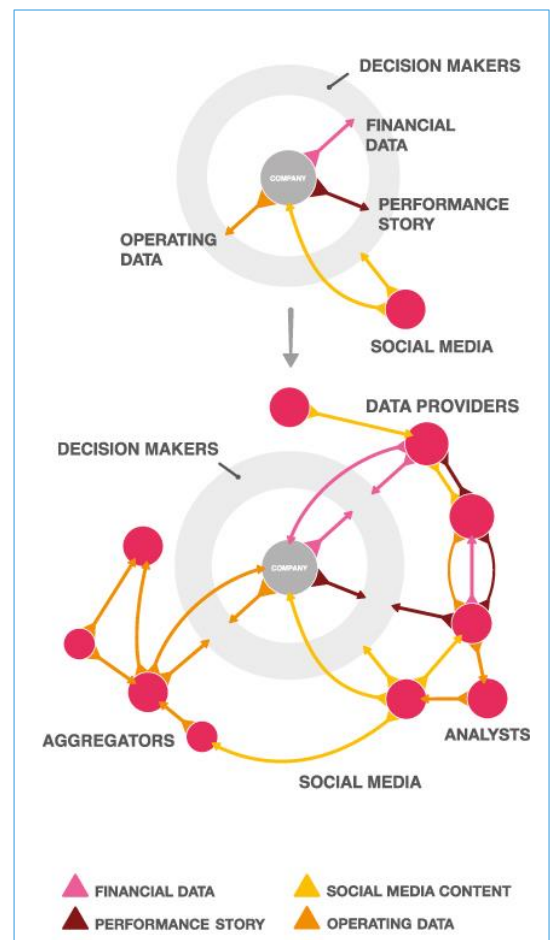 DECISION MAKERS
FINANCIAL
DATA
COMPANY
PERFORMANCE
STORY
OPERATING
DATA
SOCIAL MEDIA
DATA PROVIDERS
DECISION MAKERS
COMPANY
AGGREGATORS
ANALYSTS
SOCIAL MEDIA
FINANCIAL DATA
SOCIAL MEDIA CONTENT
PERFORMANCE STORY
OPERATING DATA